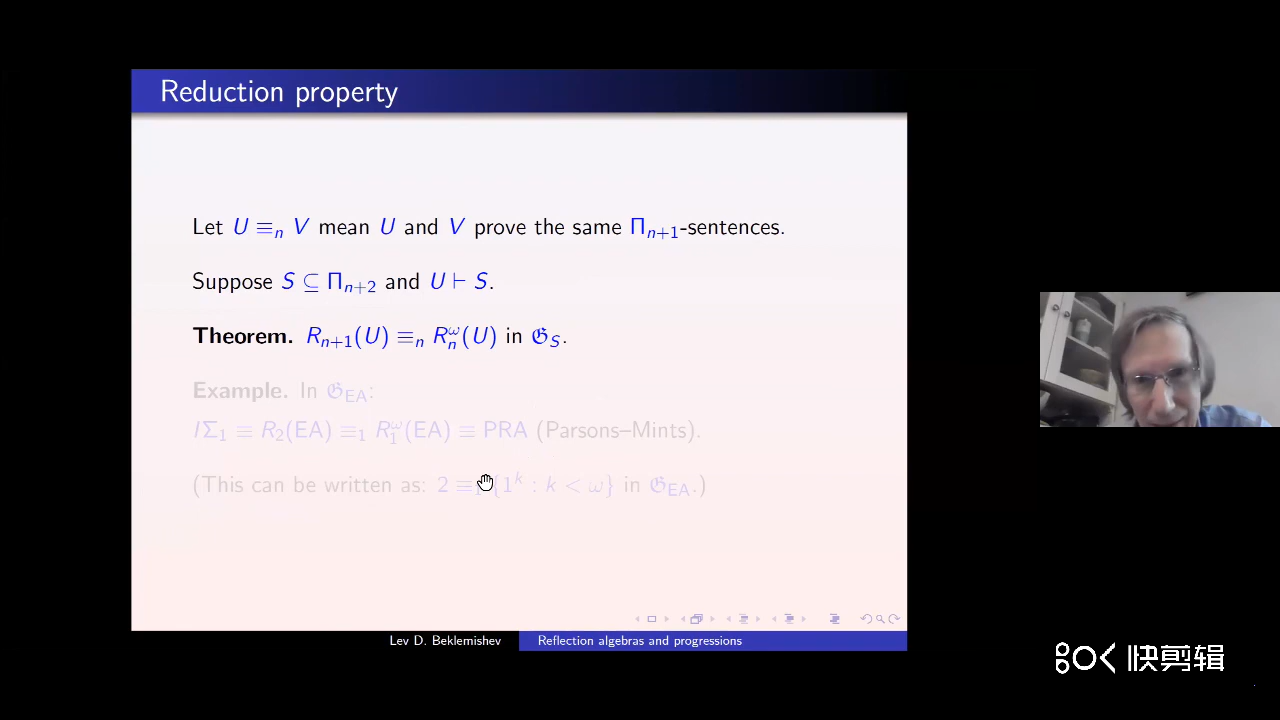 Reduction property
Let U ≡ₙ V mean U and V prove the same Πₙ₊₁-sentences.
Suppose S ⊆ Πₙ₊₂ and U ⊢ S.
Theorem. Rₙ₊₁(U) ≡ₙ Rₙ^ω(U) in 𝔊_S.
Example. In 𝔊_EA:
IΣ₁ ≡ R₂(EA) ≡₁ R₁^ω(EA) ≡ PRA (Parsons–Mints).
(This can be written as: 2 ≡₁ {1^k : k < ω} in 𝔊_EA.)
Lev D. Beklemishev
Reflection algebras and progressions
快剪辑